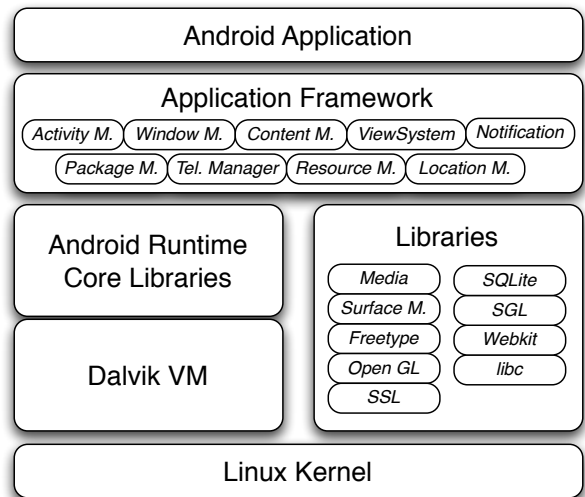 Android Application
Application Framework
Activity M. Window M. Content M. ViewSystem Notification
Package M. Tel. Manager Resource M. Location M.
Android Runtime
Core Libraries
Dalvik VM
Libraries
Media SQLite
Surface M. SGL
Freetype Webkit
Open GL libc
SSL
Linux Kernel